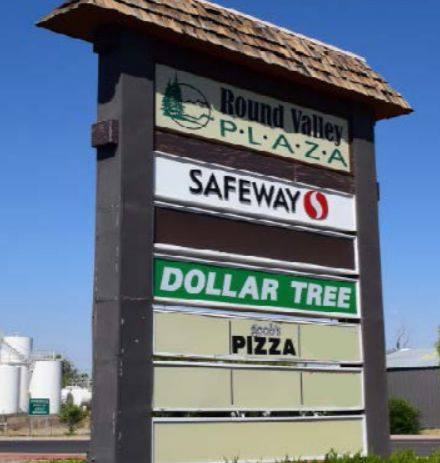 Round Valley
P·L·A·Z·A
SAFEWAY
DOLLAR TREE
PIZZA